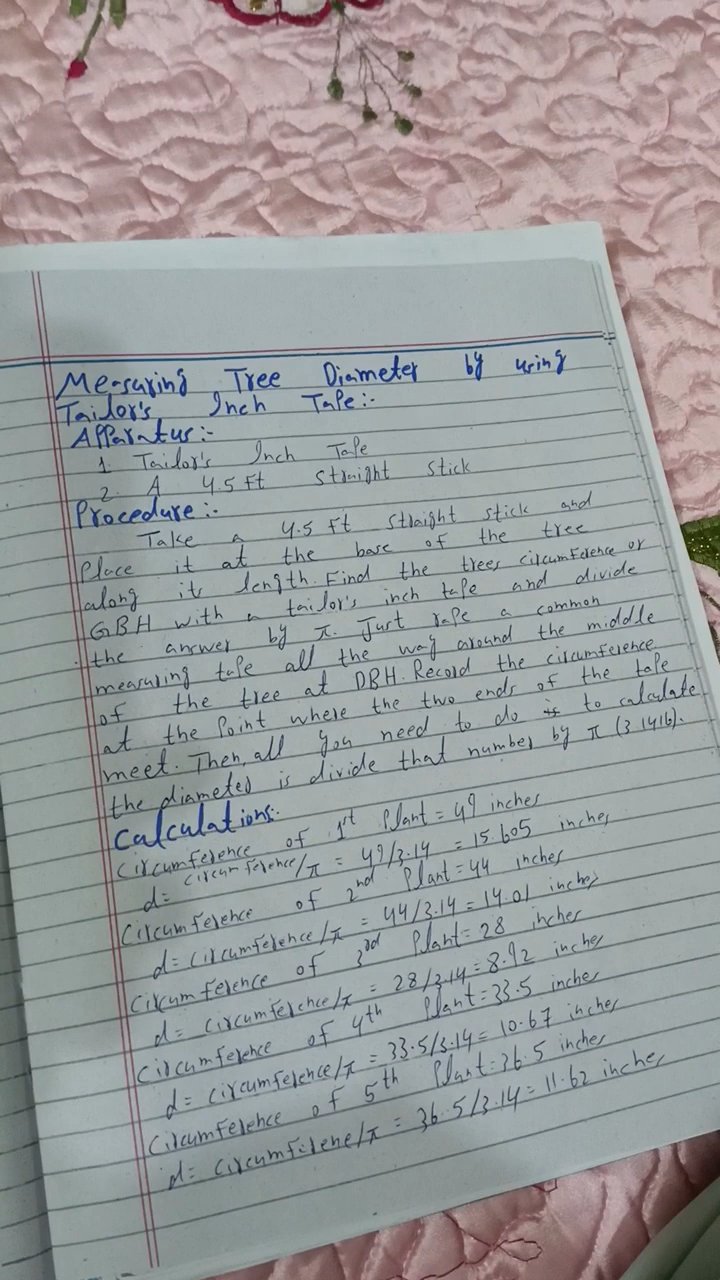 Measuring Tree Diameter by using
Tailor's Inch Tape:-
Apparatus:-
1. Tailor's Inch Tape
2. A 4.5 Ft straight stick
Procedure:-
Take a 4.5 Ft straight stick and
Place it at the base of the tree
along its length. Find the trees circumference or
GBH with a tailor's inch tape and divide
the answer by π. Just rape a common
measuring tape all the way around the middle
of the tree at DBH. Record the circumference
at the Point where the two ends of the tape
meet. Then, all you need to do is to calculate
the diameted is divide that number by π (3.1416).
Calculations:-
Circumference of 1st Plant = 49 inches
d= circumference/π = 49/3.14 = 15.605 inches
Circumference of 2nd Plant = 44 inches
d= circumference/π = 44/3.14 = 14.01 inches
Circumference of 3rd Plant = 28 inches
d= circumference/π = 28/3.14 = 8.92 inches
Circumference of 4th Plant = 33.5 inches
d= circumference/π = 33.5/3.14 = 10.67 inches
Circumference of 5th Plant = 36.5 inches
d= circumferene/π = 36.5/3.14 = 11.62 inches